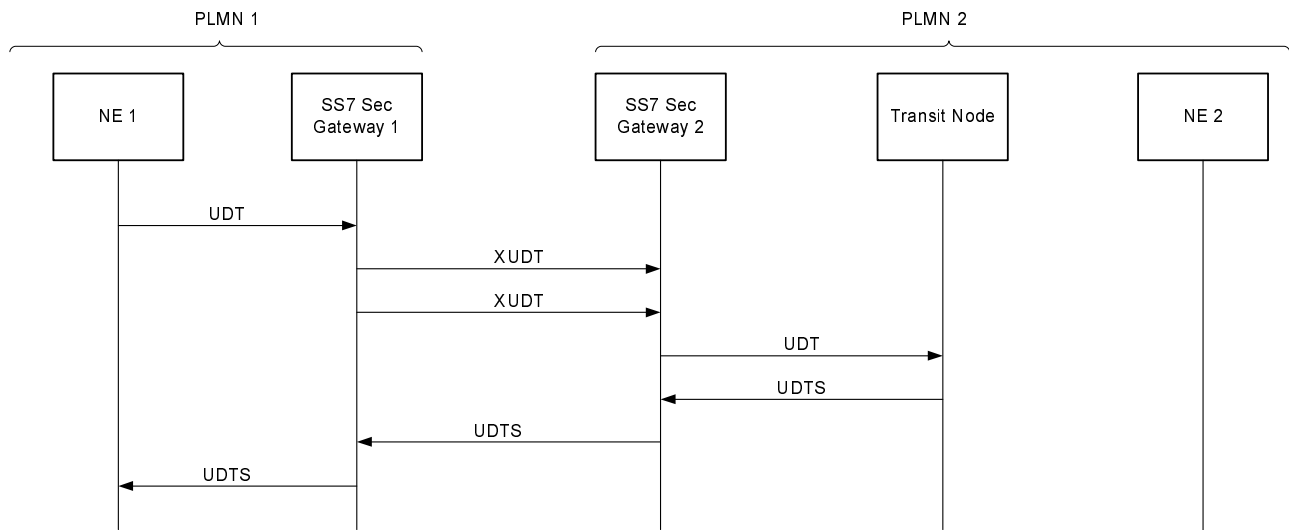 PLMN 1
PLMN 2
NE 1
SS7 Sec
Gateway 1
SS7 Sec
Gateway 2
Transit Node
NE 2
UDT
XUDT
XUDT
UDT
UDTS
UDTS
UDTS